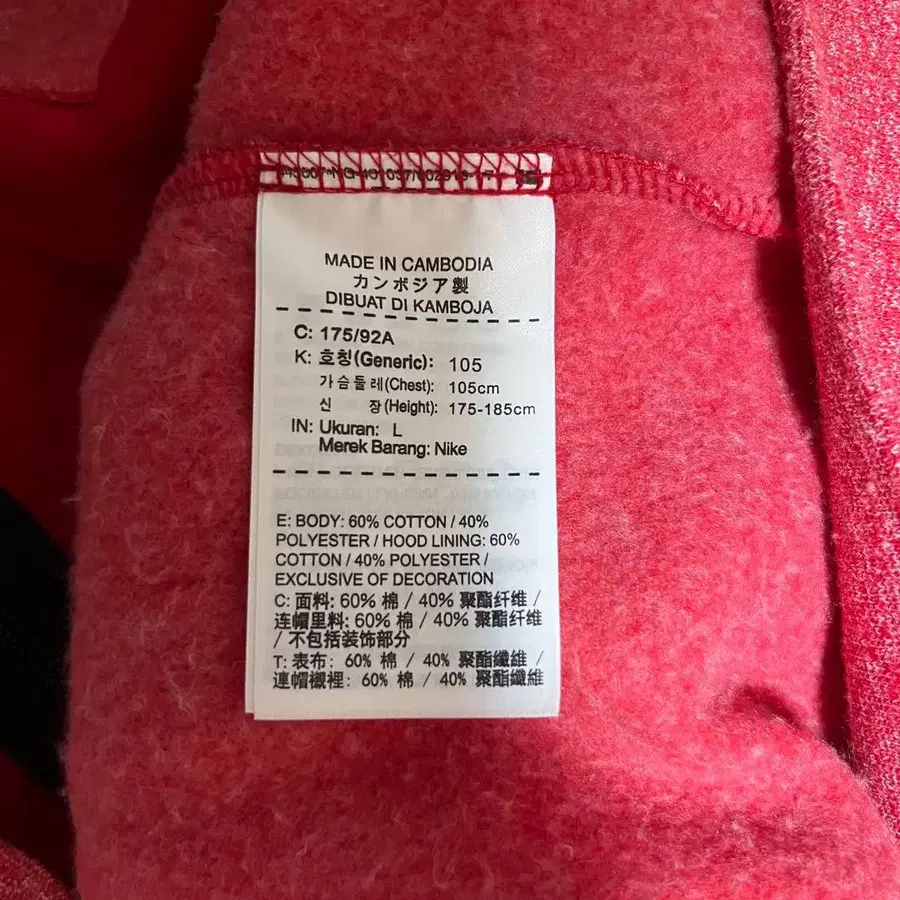 MADE IN CAMBODIA
カンボジア製
DIBUAT DI KAMBOJA
C: 175/92A
K: 호칭(Generic): 105
가슴둘레(Chest): 105cm
신 장(Height): 175-185cm
IN: Ukuran: L
Merek Barang: Nike
E: BODY: 60% COTTON / 40%
POLYESTER / HOOD LINING: 60%
COTTON / 40% POLYESTER /
EXCLUSIVE OF DECORATION
C: 面料: 60% 棉 / 40% 聚酯纤维 /
连帽里料: 60% 棉 / 40% 聚酯纤维
/ 不包括装饰部分
T: 表布: 60% 棉 / 40% 聚酯纖維 /
連帽襯裡: 60% 棉 / 40% 聚酯纖維